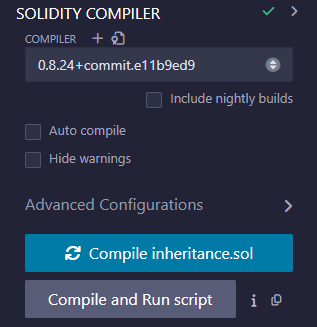 SOLIDITY COMPILER
COMPILER
0.8.24+commit.e11b9ed9
Include nightly builds
Auto compile
Hide warnings
Advanced Configurations
Compile inheritance.sol
Compile and Run script